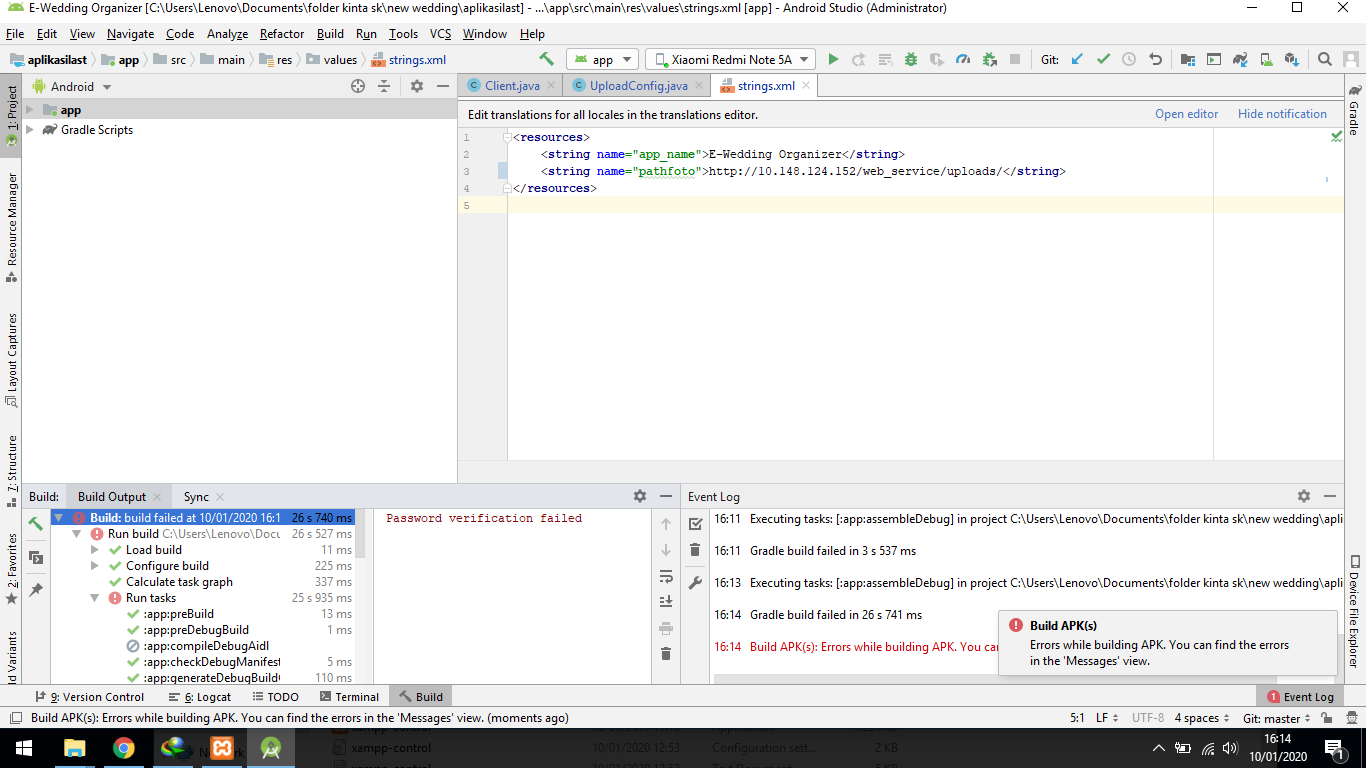 E-Wedding Organizer [C:\Users\Lenovo\Documents\folder kinta sk\new wedding\aplikasilast] - ...\app\src\main\res\values\strings.xml [app] - Android Studio (Administrator)
File Edit View Navigate Code Analyze Refactor Build Run Tools VCS Window Help
aplikasilast app src main res values strings.xml app Xiaomi Redmi Note 5A Git:
Android
Client.java UploadConfig.java strings.xml
1: Project
Resource Manager
Layout Captures
7: Structure
2: Favorites
ld Variants
app
Gradle Scripts
Edit translations for all locales in the translations editor. Open editor Hide notification
1 <resources>
2 <string name="app_name">E-Wedding Organizer</string>
3 <string name="pathfoto">http://10.148.124.152/web_service/uploads/</string>
4 </resources>
5
Gradle
Device File Explorer
Build: Build Output Sync
Build: build failed at 10/01/2020 16:1 26 s 740 ms
Run build C:\Users\Lenovo\Docu 26 s 527 ms
Load build 11 ms
Configure build 225 ms
Calculate task graph 337 ms
Run tasks 25 s 935 ms
:app:preBuild 13 ms
:app:preDebugBuild 1 ms
:app:compileDebugAidl
:app:checkDebugManifest 5 ms
:app:generateDebugBuild 110 ms
Password verification failed
Event Log
16:11 Executing tasks: [:app:assembleDebug] in project C:\Users\Lenovo\Documents\folder kinta sk\new wedding\apli
16:11 Gradle build failed in 3 s 537 ms
16:13 Executing tasks: [:app:assembleDebug] in project C:\Users\Lenovo\Documents\folder kinta sk\new wedding\apli
16:14 Gradle build failed in 26 s 741 ms
16:14 Build APK(s): Errors while building APK. You can
Build APK(s)
Errors while building APK. You can find the errors
in the 'Messages' view.
9: Version Control 6: Logcat TODO Terminal Build 1 Event Log
Build APK(s): Errors while building APK. You can find the errors in the 'Messages' view. (moments ago) 5:1 LF UTF-8 4 spaces Git: master
xampp-control 10/01/2020 12:53 Configuration sett... 2 KB
16:14
10/01/2020
1